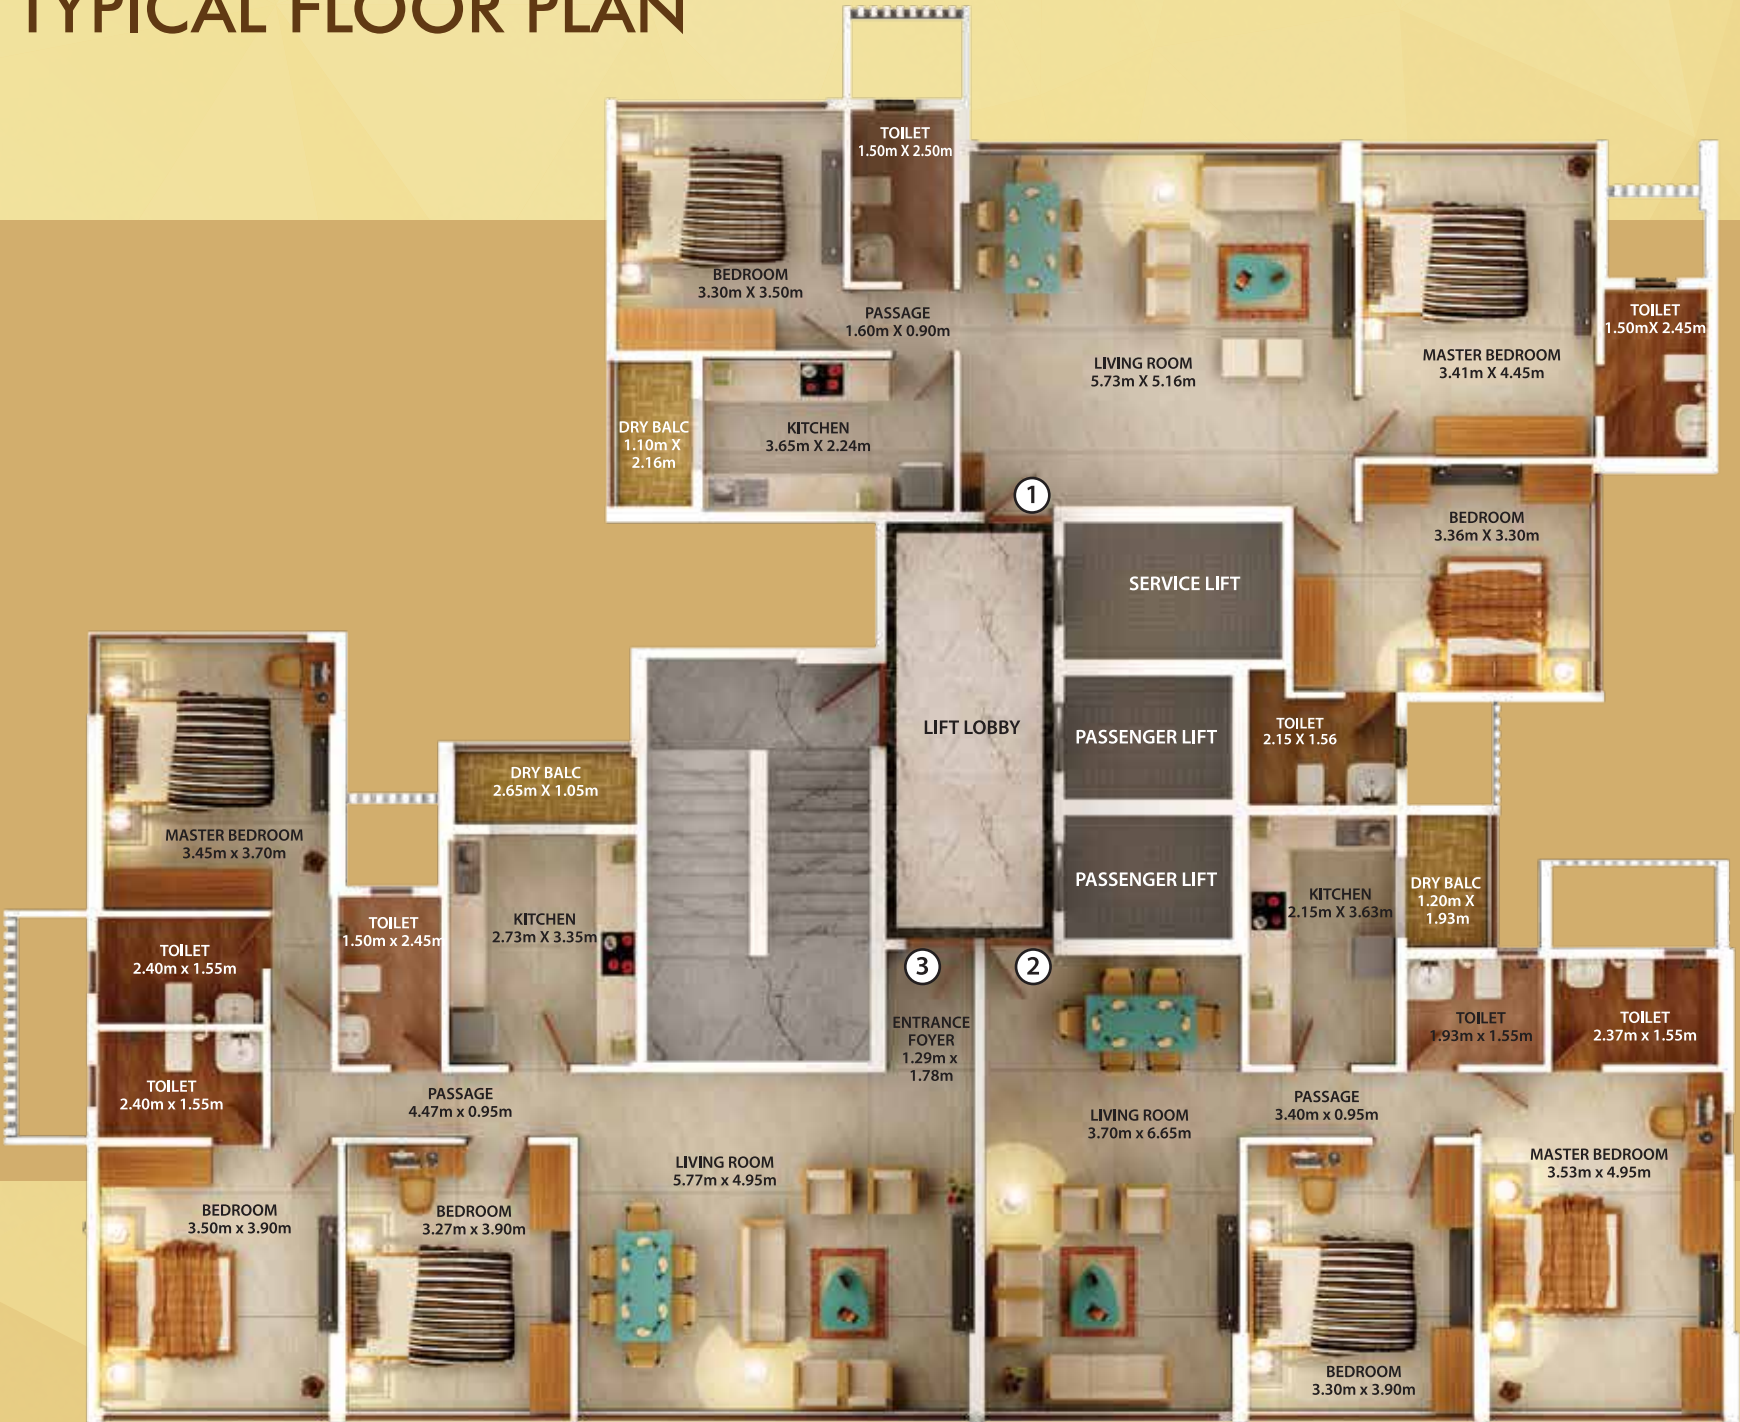 TYPICAL FLOOR PLAN
TOILET
1.50m X 2.50m
BEDROOM
3.30m X 3.50m
PASSAGE
1.60m X 0.90m
LIVING ROOM
5.73m X 5.16m
MASTER BEDROOM
3.41m X 4.45m
TOILET
1.50mX 2.45m
DRY BALC
1.10m X
2.16m
KITCHEN
3.65m X 2.24m
1
BEDROOM
3.36m X 3.30m
SERVICE LIFT
LIFT LOBBY
PASSENGER LIFT
TOILET
2.15 X 1.56
PASSENGER LIFT
KITCHEN
2.15m X 3.63m
DRY BALC
1.20m X
1.93m
DRY BALC
2.65m X 1.05m
MASTER BEDROOM
3.45m x 3.70m
TOILET
1.50m x 2.45m
KITCHEN
2.73m X 3.35m
TOILET
2.40m x 1.55m
TOILET
2.40m x 1.55m
3
2
ENTRANCE
FOYER
1.29m x
1.78m
TOILET
1.93m x 1.55m
TOILET
2.37m x 1.55m
PASSAGE
4.47m x 0.95m
LIVING ROOM
3.70m x 6.65m
PASSAGE
3.40m x 0.95m
LIVING ROOM
5.77m x 4.95m
MASTER BEDROOM
3.53m x 4.95m
BEDROOM
3.50m x 3.90m
BEDROOM
3.27m x 3.90m
BEDROOM
3.30m x 3.90m